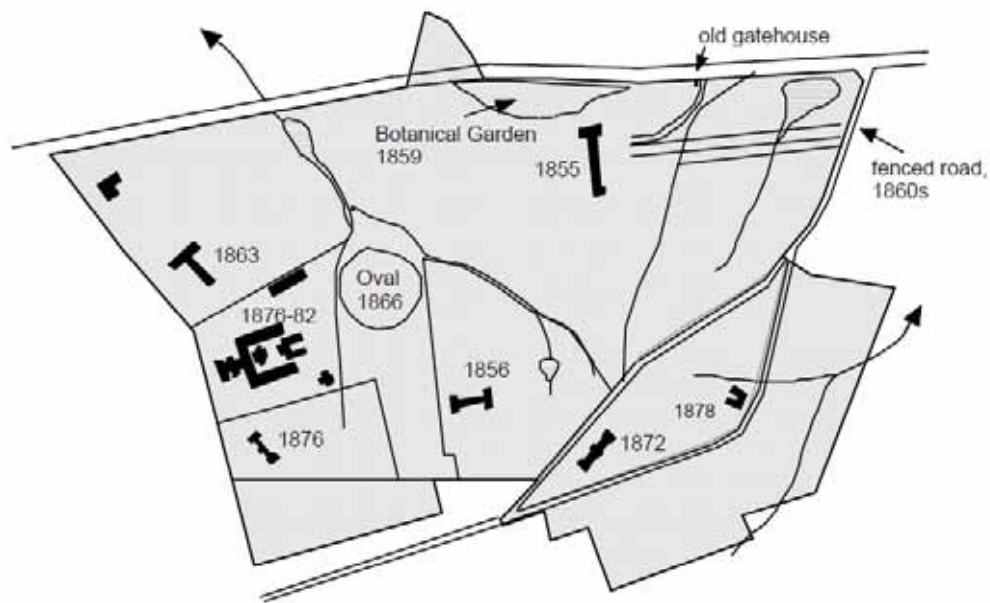 old gatehouse
Botanical Garden
1859
1855
fenced road,
1860s
1863
Oval
1866
1876-82
1856
1878
1876
1872